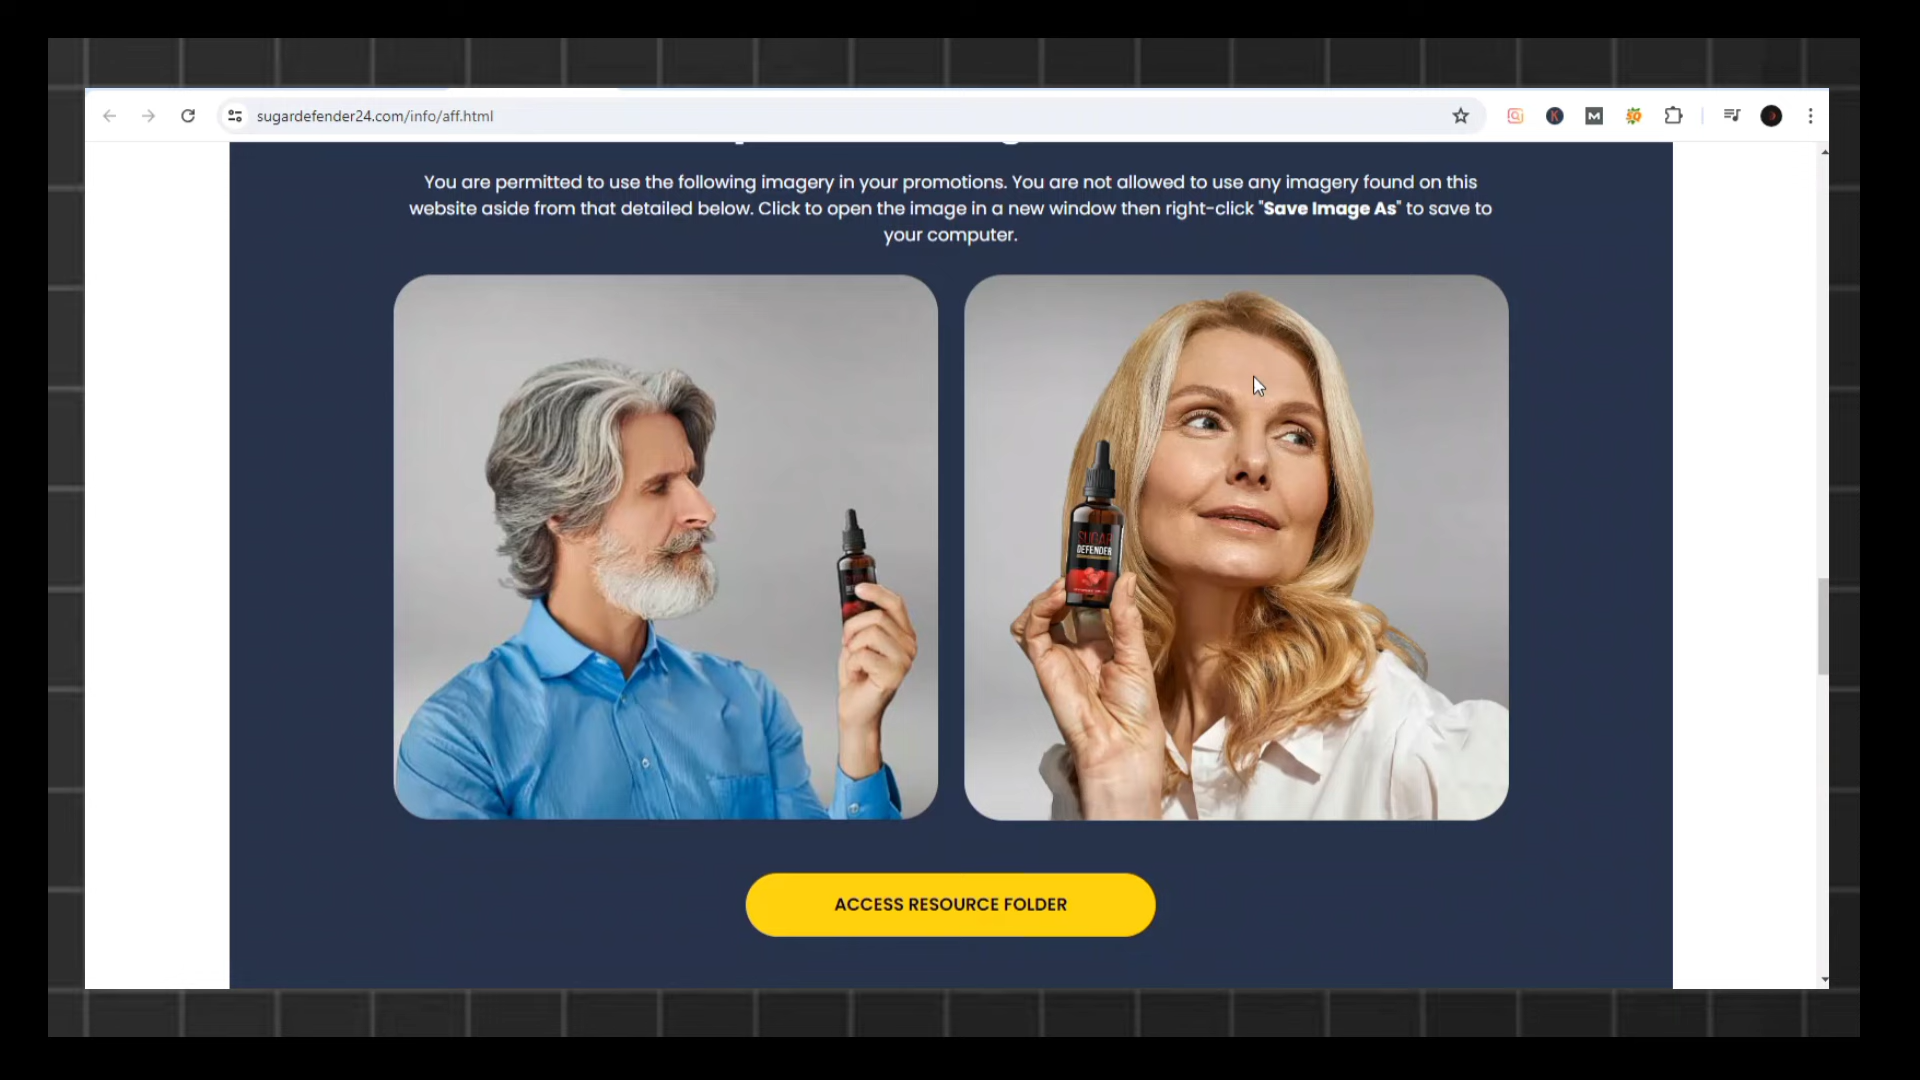 sugardefender24.com/info/aff.html
You are permitted to use the following imagery in your promotions. You are not allowed to use any imagery found on this
website aside from that detailed below. Click to open the image in a new window then right-click "Save Image As" to save to
your computer.
SUGAR
DEFENDER
ACCESS RESOURCE FOLDER